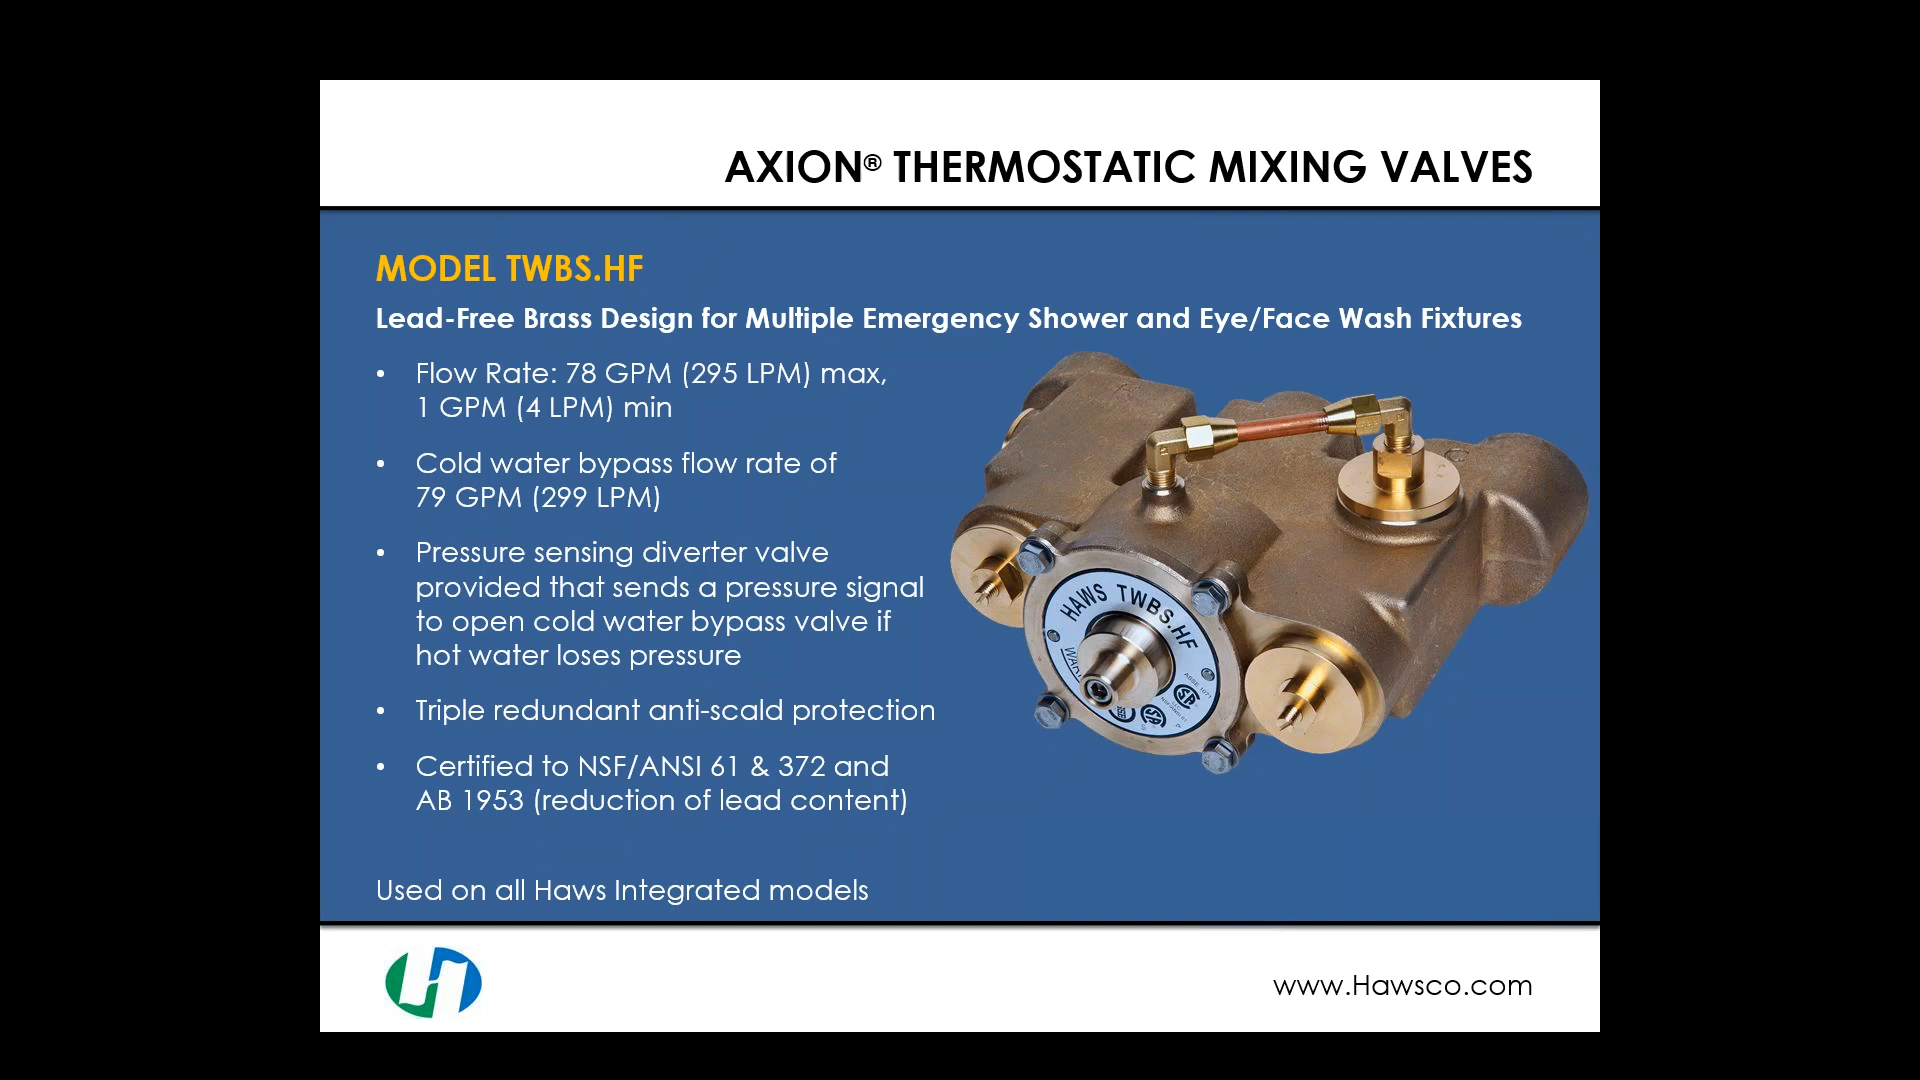 AXION® THERMOSTATIC MIXING VALVES
MODEL TWBS.HF
Lead-Free Brass Design for Multiple Emergency Shower and Eye/Face Wash Fixtures
• Flow Rate: 78 GPM (295 LPM) max,
1 GPM (4 LPM) min
• Cold water bypass flow rate of
79 GPM (299 LPM)
• Pressure sensing diverter valve
provided that sends a pressure signal
to open cold water bypass valve if
hot water loses pressure
• Triple redundant anti-scald protection
• Certified to NSF/ANSI 61 & 372 and
AB 1953 (reduction of lead content)
Used on all Haws Integrated models
HAWS TWBS.HF
ASSE 1071
www.Hawsco.com